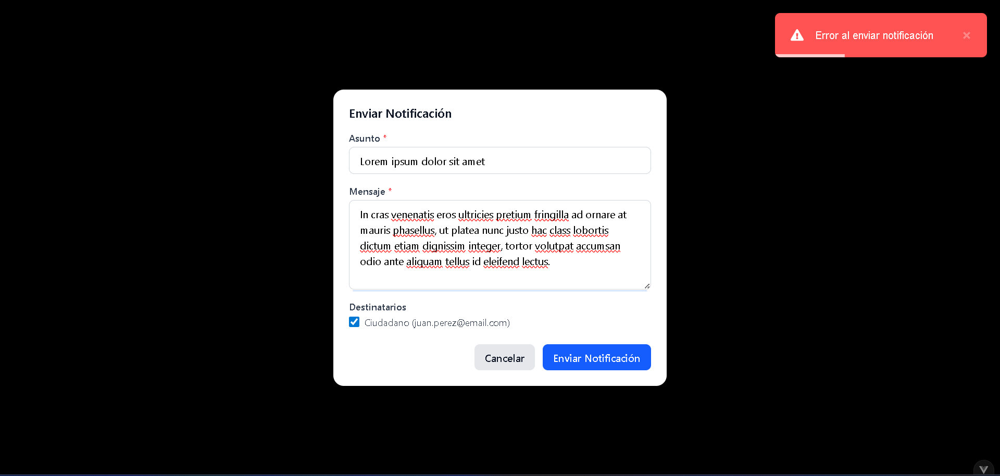 Error al enviar notificación
Enviar Notificación
Asunto *
Lorem ipsum dolor sit amet
Mensaje *
In cras venenatis eros ultricies pretium fringilla ad ornare at
mauris phasellus, ut platea nunc justo hac class lobortis
dictum etiam dignissim integer, tortor volutpat accumsan
odio ante aliquam tellus id eleifend lectus.
Destinatarios
Ciudadano (juan.perez@email.com)
Cancelar
Enviar Notificación